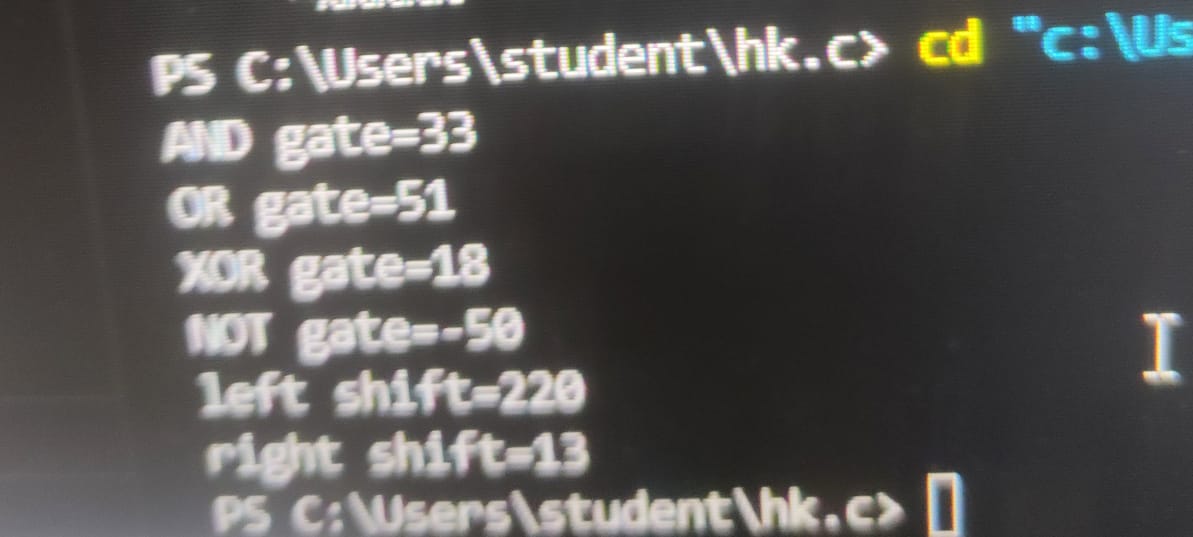 PS C:\Users\student\hk.c> cd "c:\Us
AND gate=33
OR gate=51
XOR gate=18
NOT gate=-50
left shift=220
right shift=13
PS C:\Users\student\hk.c>